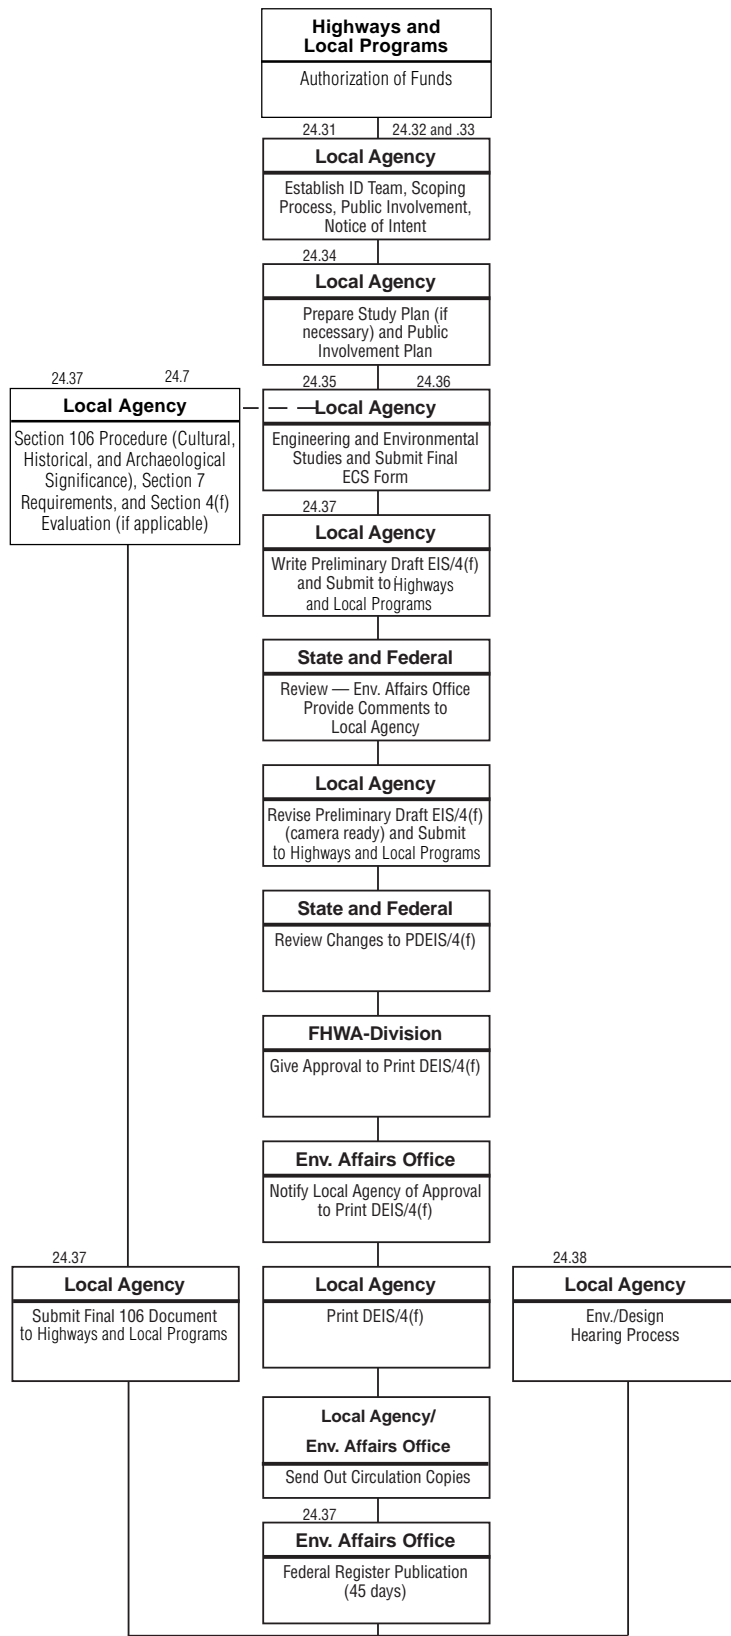 Highways and
Local Programs
Authorization of Funds
24.31
24.32 and .33
Local Agency
Establish ID Team, Scoping
Process, Public Involvement,
Notice of Intent
24.34
Local Agency
Prepare Study Plan (if
necessary) and Public
Involvement Plan
24.37
24.7
Local Agency
Section 106 Procedure (Cultural,
Historical, and Archaeological
Significance), Section 7
Requirements, and Section 4(f)
Evaluation (if applicable)
24.35
24.36
Local Agency
Engineering and Environmental
Studies and Submit Final
ECS Form
24.37
Local Agency
Write Preliminary Draft EIS/4(f)
and Submit to Highways
and Local Programs
State and Federal
Review — Env. Affairs Office
Provide Comments to
Local Agency
Local Agency
Revise Preliminary Draft EIS/4(f)
(camera ready) and Submit
to Highways and Local Programs
State and Federal
Review Changes to PDEIS/4(f)
FHWA-Division
Give Approval to Print DEIS/4(f)
Env. Affairs Office
Notify Local Agency of Approval
to Print DEIS/4(f)
24.37
Local Agency
Submit Final 106 Document
to Highways and Local Programs
Local Agency
Print DEIS/4(f)
24.38
Local Agency
Env./Design
Hearing Process
Local Agency/
Env. Affairs Office
Send Out Circulation Copies
24.37
Env. Affairs Office
Federal Register Publication
(45 days)